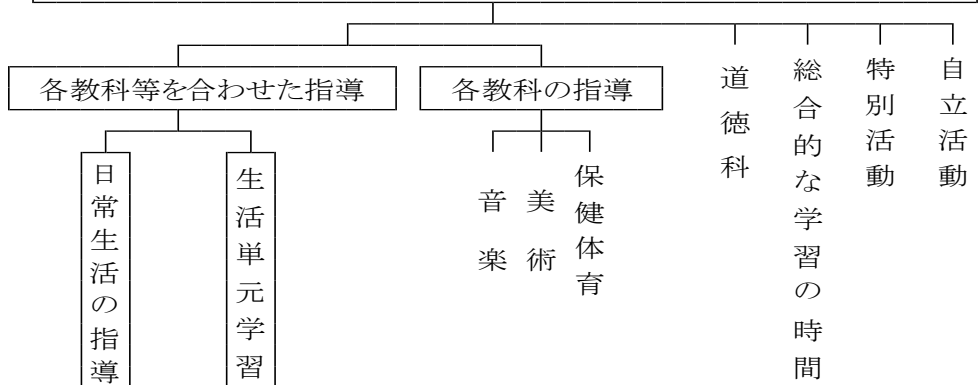 各教科等を合わせた指導
各教科の指導
道徳科
総合的な学習の時間
特別活動
自立活動
日常生活の指導
生活単元学習
音楽
美術
保健体育